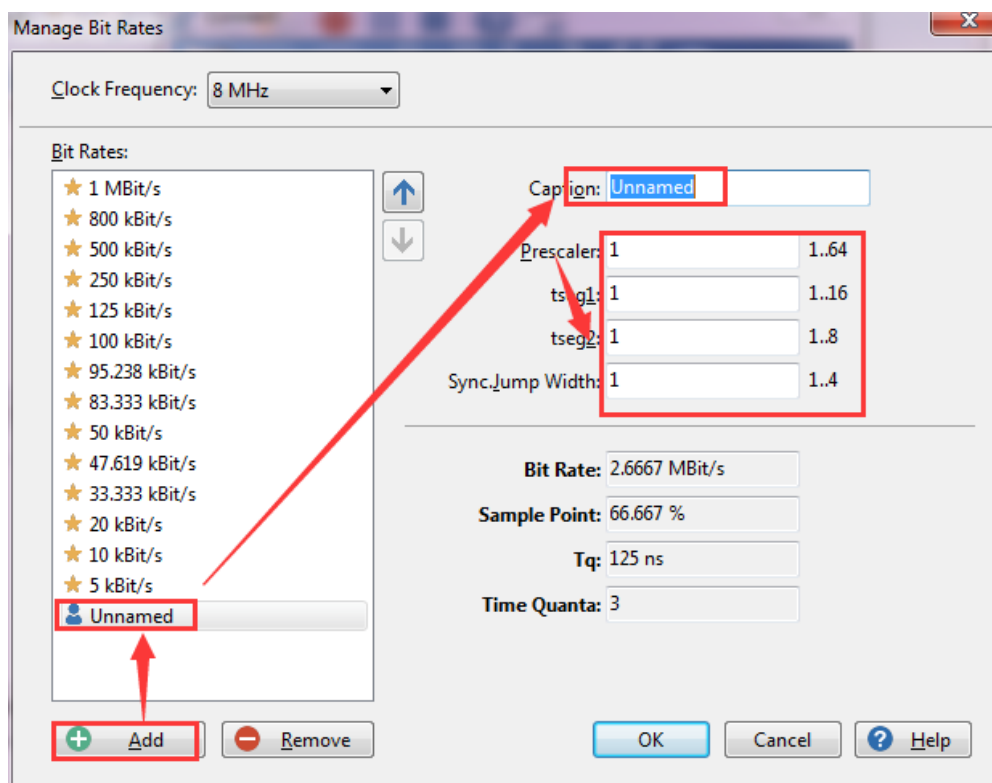 Manage Bit Rates
Clock Frequency: 8 MHz
Bit Rates:
1 MBit/s
800 kBit/s
500 kBit/s
250 kBit/s
125 kBit/s
100 kBit/s
95.238 kBit/s
83.333 kBit/s
50 kBit/s
47.619 kBit/s
33.333 kBit/s
20 kBit/s
10 kBit/s
5 kBit/s
Unnamed
Add
Remove
Caption: Unnamed
Prescaler: 1 1..64
tseg1: 1 1..16
tseg2: 1 1..8
Sync.Jump Width: 1 1..4
Bit Rate: 2.6667 MBit/s
Sample Point: 66.667 %
Tq: 125 ns
Time Quanta: 3
OK
Cancel
Help